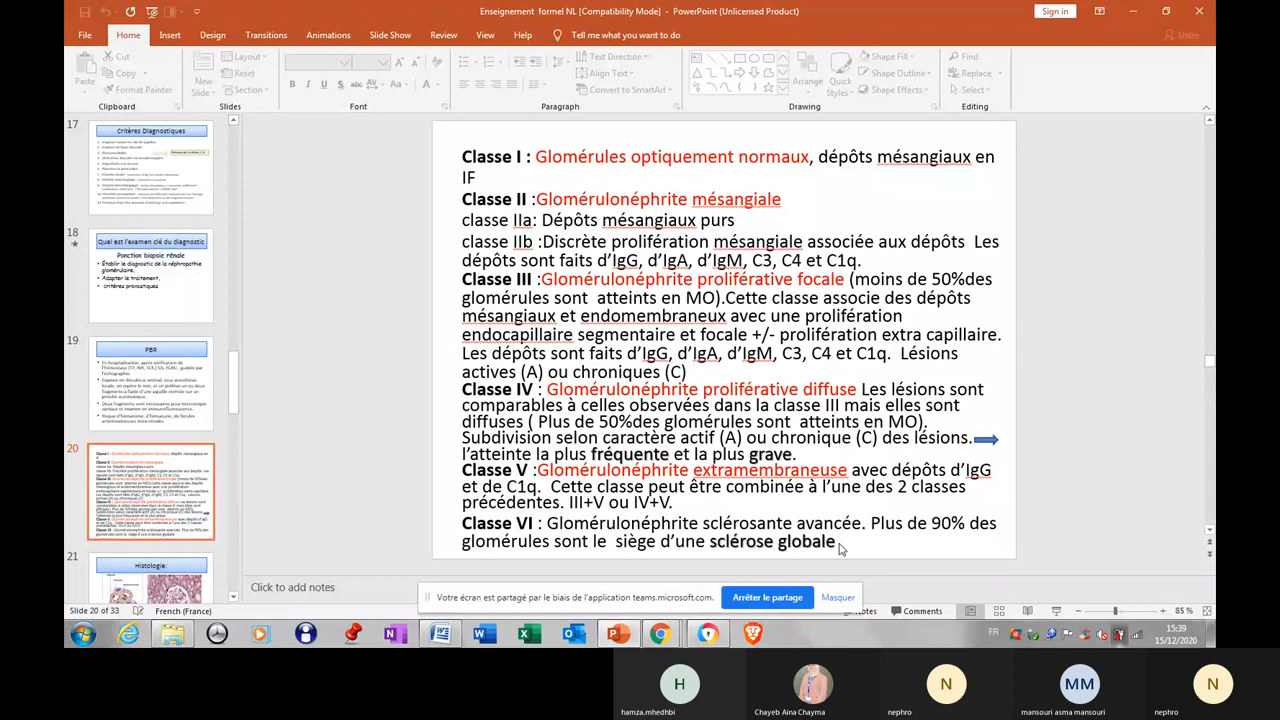 Enseignement formel NL [Compatibility Mode] - PowerPoint (Unlicensed Product)
Sign in
File Home Insert Design Transitions Animations Slide Show Review View Help Tell me what you want to do
Share
Paste
Cut
Copy
Format Painter
Clipboard
New Slide
Layout
Reset
Section
Slides
Font
Text Direction
Align Text
Convert to SmartArt
Paragraph
Arrange
Quick Styles
Shape Fill
Shape Outline
Shape Effects
Drawing
Find
Replace
Select
Editing
17
Critères Diagnostiques
18
Quel est l'examen clé du diagnostic
Ponction biopsie rénale
Établir le diagnostic de la néphropathie
glomérulaire,
Adapter le traitement,
critères pronostiques
19
PBR
20
21
Histologie:
Classe I : Glomérules optiquement normaux, dépôts mésangiaux en
IF
Classe II :Glomérulonéphrite mésangiale
classe IIa: Dépôts mésangiaux purs
classe IIb :Discrète prolifération mésangiale associée aux dépôts Les
dépôts sont faits d'IgG, d'IgA, d'IgM, C3, C4 et C1q.
Classe III :Glomérulonéphrite proliférative focale (moins de 50%des
glomérules sont atteints en MO).Cette classe associe des dépôts
mésangiaux et endomembraneux avec une prolifération
endocapillaire segmentaire et focale +/- prolifération extra capillaire.
Les dépôts sont faits d'IgG, d'IgA, d'IgM, C3, C4 et C1q. Lésions
actives (A) ou chroniques (C)
Classe IV : Glomérulonéphrite proliférative diffuse Les lésions sont
comparables à celles observées dans la classe III mais elles sont
diffuses ( Plus de 50%des glomérules sont atteints en MO).
Subdivision selon caractère actif (A) ou chronique (C) des lésions.
l'atteinte la plus fréquente et la plus grave.
Classe V :Glomérulonéphrite extramembraneuse avec dépôts d'IgG
et de C1q. Cette classe peut être combinée à l'une des 2 classes
précédentes III+V ou IV+V.
Classe VI : Glomérulonéphrite sclérosante avancée. Plus de 90% des
glomérules sont le siège d'une sclérose globale
Click to add notes
Votre écran est partagé par le biais de l'application teams.microsoft.com.
Arrêter le partage
Masquer
Slide 20 of 33
French (France)
Notes
Comments
85 %
FR
15:39
15/12/2020
H
N
MM
N
hamza.mhedhbi
Chayeb Aina Chayma
nephro
mansouri asma mansouri
nephro